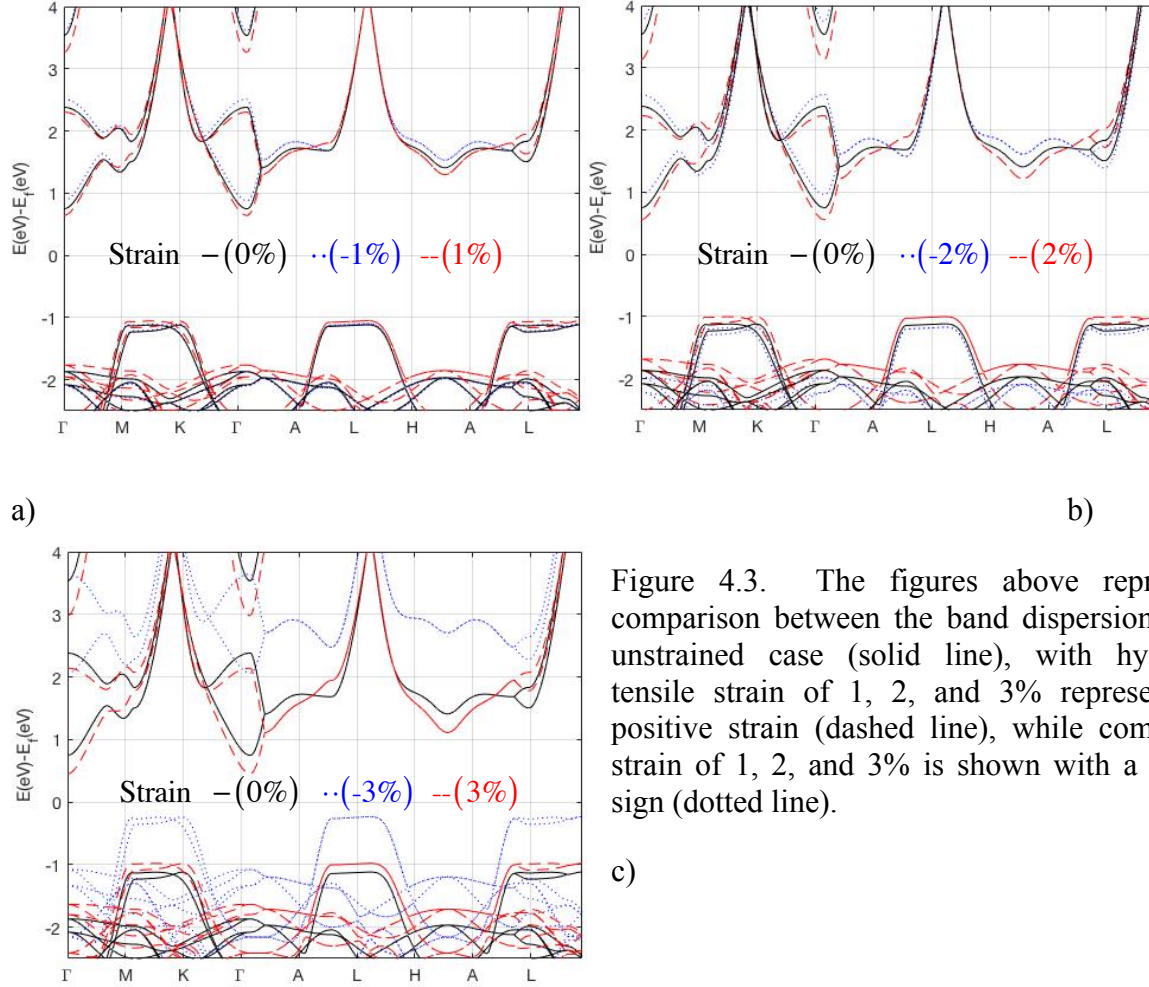 4
3
2
1
0
-1
-2
E(eV)-E_f(eV)
Strain −(0%) ··(-1%) --(1%)
Γ M K Γ A L H A L
4
3
2
1
0
-1
-2
E(eV)-E_f(eV)
Strain −(0%) ··(-2%) --(2%)
Γ M K Γ A L H A L
a) b)
4
3
2
1
0
-1
-2
E(eV)-E_f(eV)
Strain −(0%) ··(-3%) --(3%)
Γ M K Γ A L H A L
Figure 4.3. The figures above repr
comparison between the band dispersion
unstrained case (solid line), with hy
tensile strain of 1, 2, and 3% represe
positive strain (dashed line), while com
strain of 1, 2, and 3% is shown with a
sign (dotted line).
c)